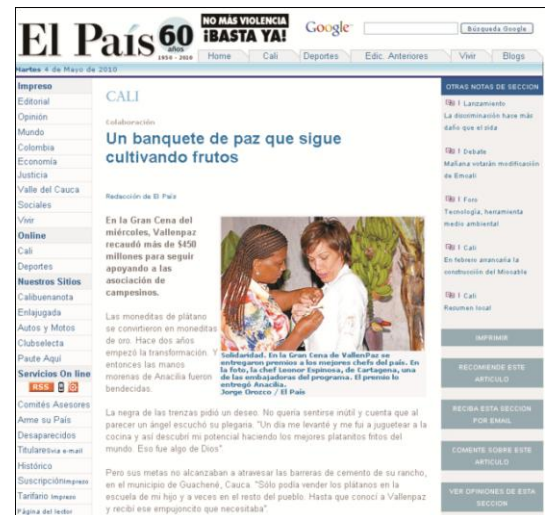 El País
60
años
1950 - 2010
NO MÁS VIOLENCIA
¡BASTA YA!
Google
Búsqueda Google
Home
Cali
Deportes
Edic. Anteriores
Vivir
Blogs
Martes 4 de Mayo de 2010
Impreso
Editorial
Opinión
Mundo
Colombia
Economía
Justicia
Valle del Cauca
Sociales
Vivir
Online
Cali
Deportes
Nuestros Sitios
Calibuenanota
Enlajugada
Autos y Motos
Clubselecta
Paute Aquí
Servicios On line
RSS
Comités Asesores
Arme su País
Desaparecidos
Titulares via e-mail
Histórico
Suscripción Impreso
Tarifario Impreso
Página del lector
CALI
Colaboración
Un banquete de paz que sigue
cultivando frutos
Redacción de El País
En la Gran Cena del
miércoles, Vallenpaz
recaudó más de $450
millones para seguir
apoyando a las
asociación de
campesinos.
Las moneditas de plátano
se convirtieron en moneditas
de oro. Hace dos años
empezó la transformación. Y
entonces las manos
morenas de Anacilia fueron
bendecidas.
Solidaridad. En la Gran Cena de VallenPaz se
entregaron premios a los mejores chefs del país. En
la foto, la chef Leonor Espinosa, de Cartagena, una
de las embajadoras del programa. El premio lo
entregó Anacilia.
Jorge Orozco / El País
La negra de las trenzas pidió un deseo. No quería sentirse inútil y cuenta que al
parecer un ángel escuchó su plegaria. "Un día me levanté y me fui a juguetear a la
cocina y así descubrí mi potencial haciendo los mejores platanitos fritos del
mundo. Eso fue algo de Dios".
Pero sus metas no alcanzaban a atravesar las barreras de cemento de su rancho,
en el municipio de Guachené, Cauca. "Sólo podía vender los plátanos en la
escuela de mi hijo y a veces en el resto del pueblo. Hasta que conocí a Vallenpaz
y recibí ese empujoncito que necesitaba".
OTRAS NOTAS DE SECCION
Lanzamiento
La discriminación hace más
daño que el sida
Debate
Mañana votarán modificación
de Emcali
Foro
Tecnología, herramienta
medio ambiental
Cali
En febrero arrancaría la
construcción del Miocable
Cali
Resumen local
IMPRIMIR
RECOMIENDE ESTE
ARTICULO
RECIBA ESTA SECCION
POR EMAIL
COMENTE SOBRE ESTE
ARTICULO
VER OPINIONES DE ESTA
SECCION